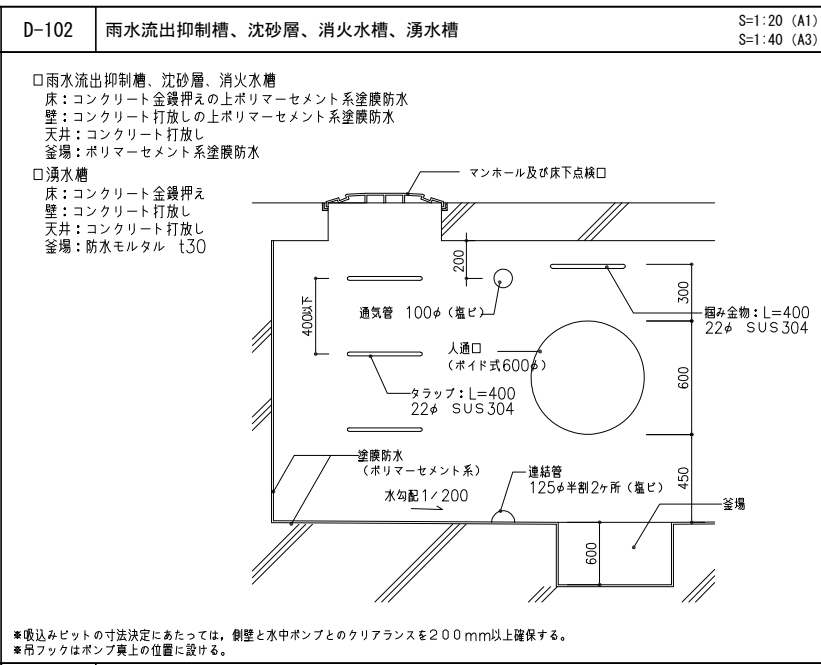 D-102
雨水流出抑制槽、沈砂層、消火水槽、湧水槽
S=1:20 (A1)
S=1:40 (A3)
□雨水流出抑制槽、沈砂層、消火水槽
床：コンクリート金鏝押えの上ポリマーセメント系塗膜防水
壁：コンクリート打放しの上ポリマーセメント系塗膜防水
天井：コンクリート打放し
釜場：ポリマーセメント系塗膜防水
□湧水槽
床：コンクリート金鏝押え
壁：コンクリート打放し
天井：コンクリート打放し
釜場：防水モルタル t30
マンホール及び床下点検口
200
400以下
通気管 100φ（塩ビ）
300
掴み金物：L=400
22φ SUS304
人通口
（ボイド式600φ）
600
タラップ：L=400
22φ SUS304
塗膜防水
（ポリマーセメント系）
水勾配1/200
連結管
125φ半割2ヶ所（塩ビ）
450
釜場
600
※吸込みピットの寸法決定にあたっては，側壁と水中ポンプとのクリアランスを200mm以上確保する。
※吊フックはポンプ真上の位置に設ける。